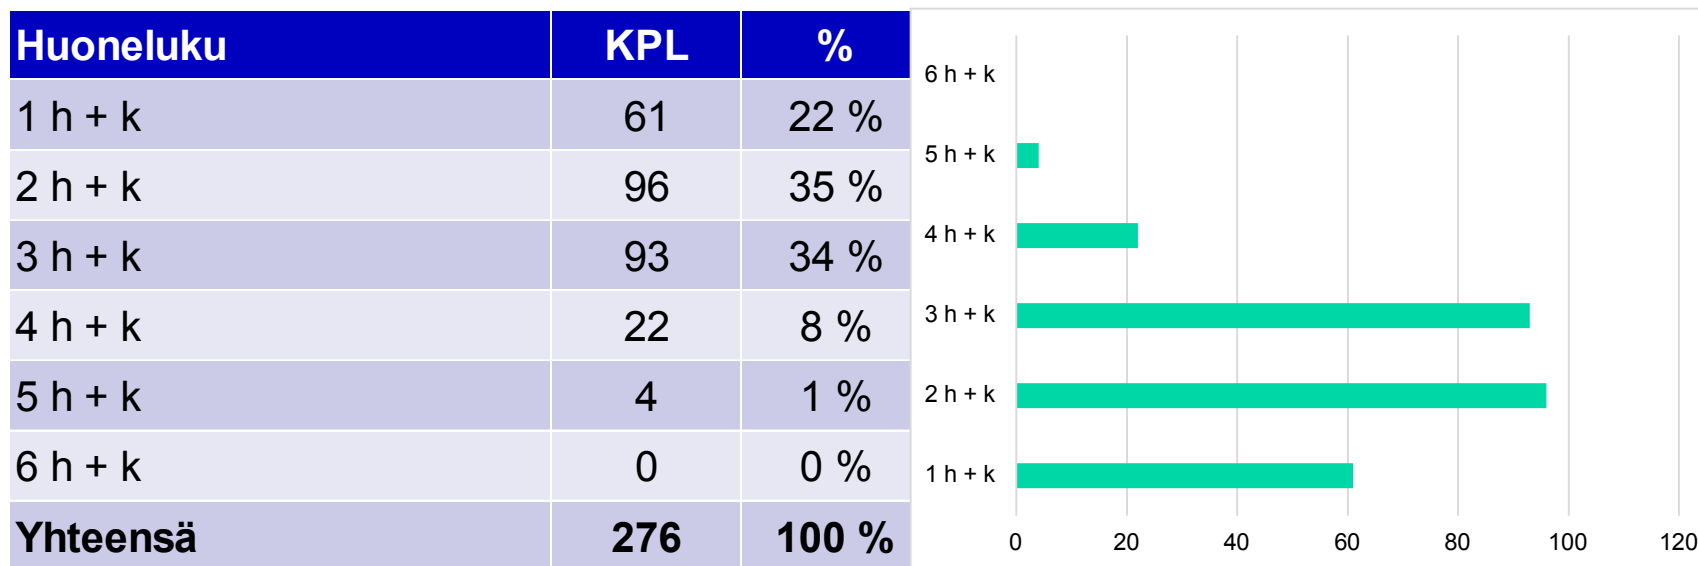 Huoneluku KPL %
1 h + k 61 22 %
2 h + k 96 35 %
3 h + k 93 34 %
4 h + k 22 8 %
5 h + k 4 1 %
6 h + k 0 0 %
Yhteensä 276 100 %
6 h + k
5 h + k
4 h + k
3 h + k
2 h + k
1 h + k
0 20 40 60 80 100 120